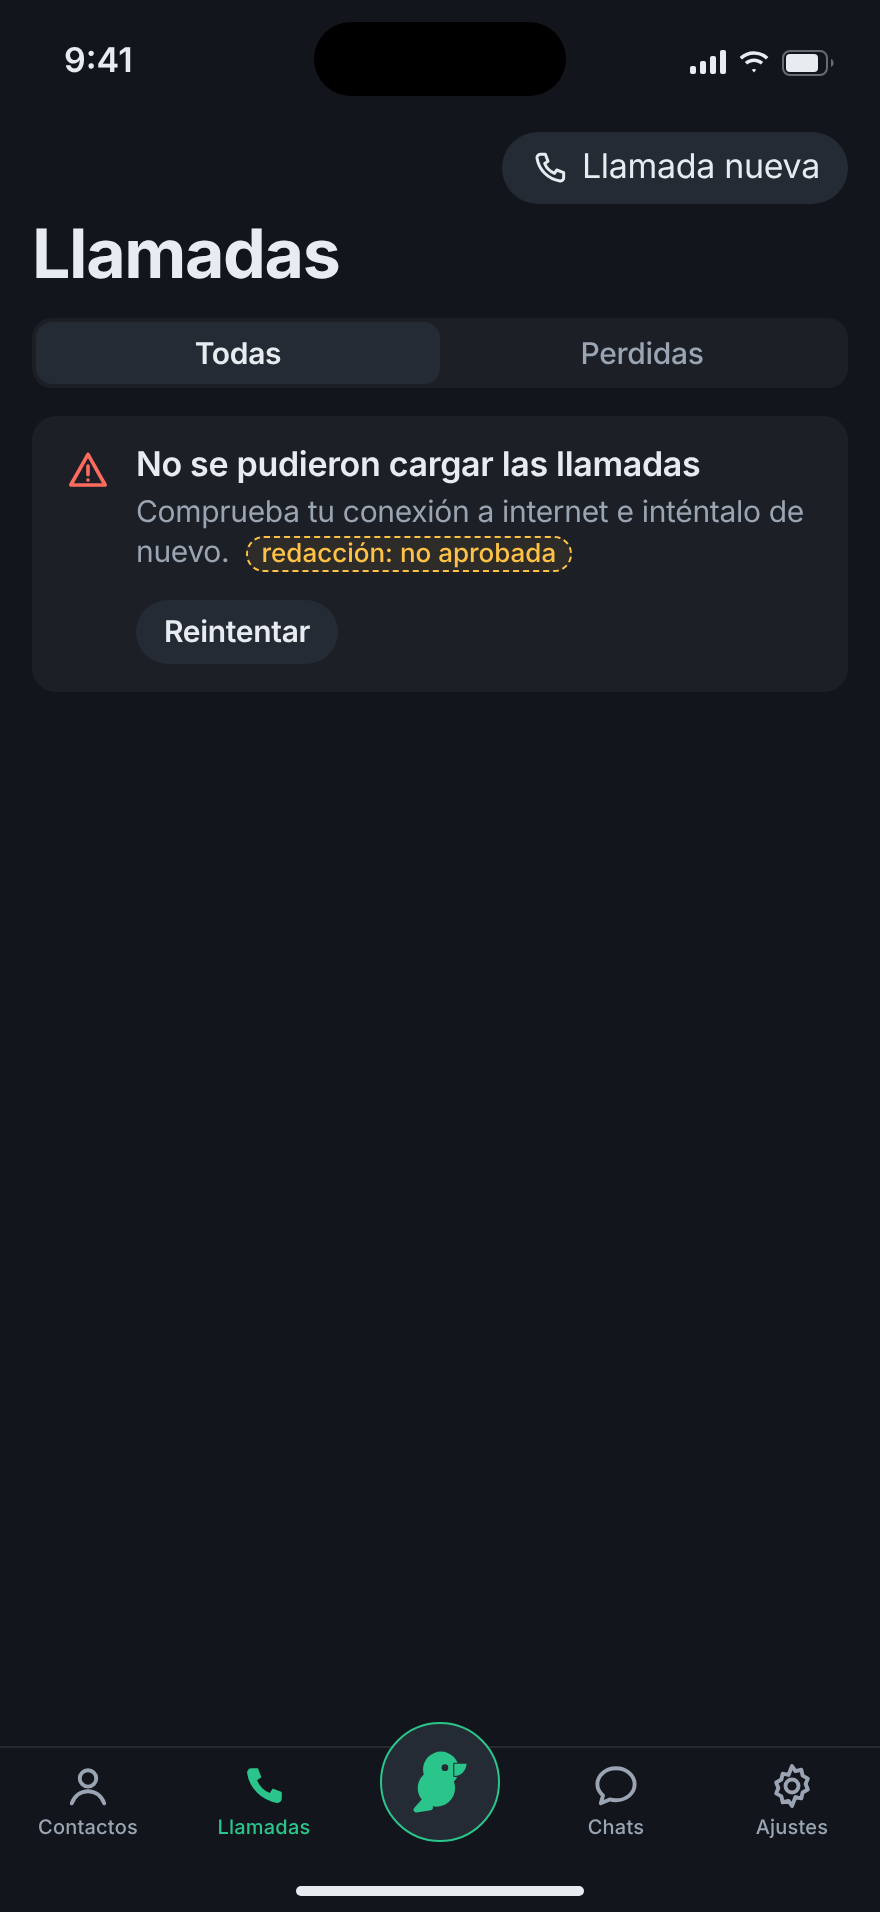 9:41
Llamada nueva
Llamadas
Todas
Perdidas
No se pudieron cargar las llamadas
Comprueba tu conexión a internet e inténtalo de
nuevo. redacción: no aprobada
Reintentar
Contactos
Llamadas
Chats
Ajustes